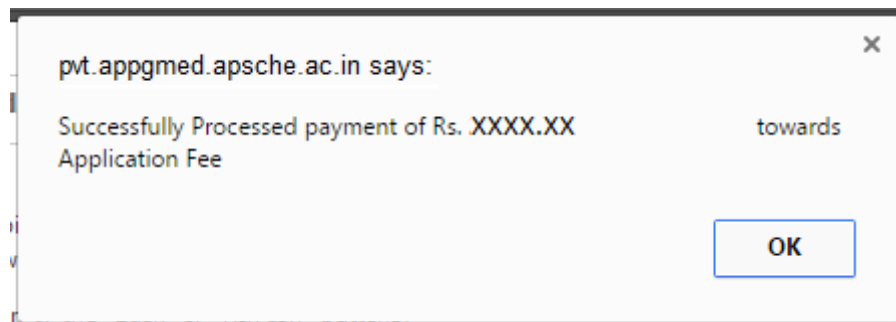 pvt.appgmed.apsche.ac.in says:
Successfully Processed payment of Rs. XXXX.XX towards
Application Fee
OK